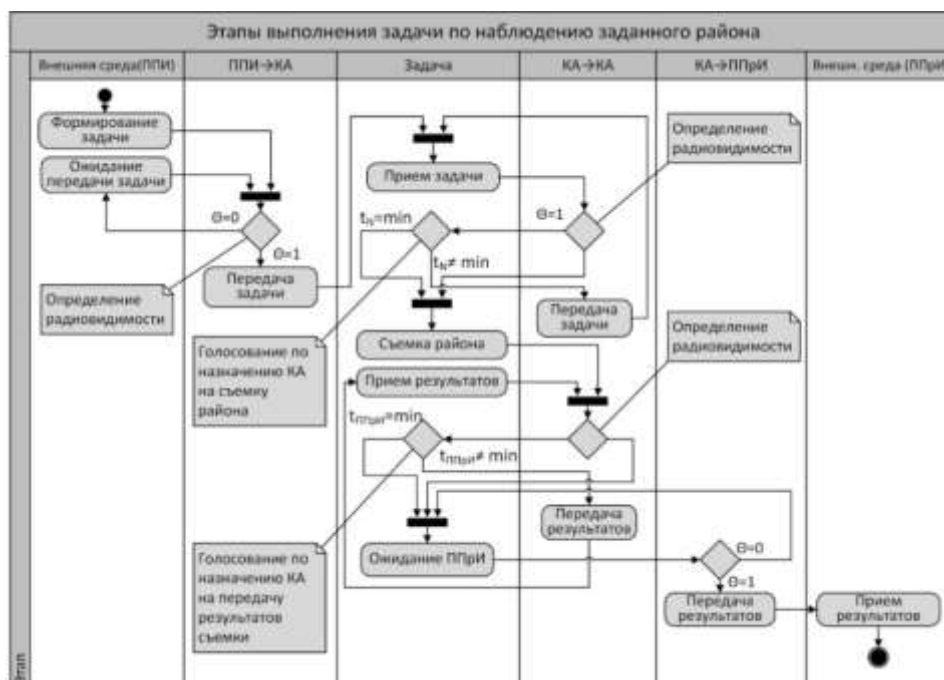 Этапы выполнения задачи по наблюдению заданного района
Внешняя среда(ППИ)
ППИ→КА
Задача
КА→КА
КА→ППрИ
Внешн. среда (ППрИ
Формирование
задачи
Ожидание
передачи задачи
Θ=0
Θ=1
Передача
задачи
Определение
радиовидимости
Прием задачи
Θ=1
Определение
радиовидимости
tN=min
tN≠ min
Передача
задачи
Голосование по
назначению КА
на съемку
района
Съемка района
Прием результатов
Определение
радиовидимости
tППрИ=min
tППрИ≠ min
Передача
результатов
Ожидание ППрИ
Голосование по
назначению КА
на передачу
результатов
съемки
Θ=0
Θ=1
Передача
результатов
Прием
результатов
Этап